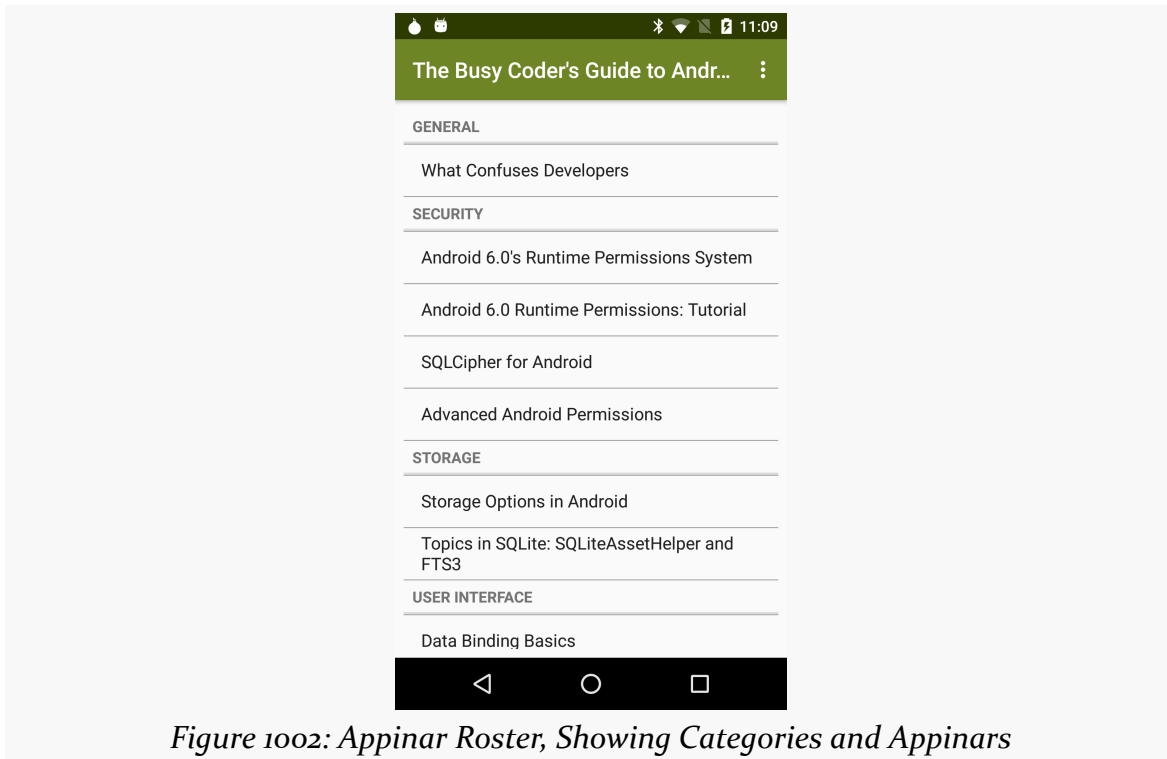 11:09
The Busy Coder's Guide to Andr...
GENERAL
What Confuses Developers
SECURITY
Android 6.0's Runtime Permissions System
Android 6.0 Runtime Permissions: Tutorial
SQLCipher for Android
Advanced Android Permissions
STORAGE
Storage Options in Android
Topics in SQLite: SQLiteAssetHelper and
FTS3
USER INTERFACE
Data Binding Basics
Figure 1002: Appinar Roster, Showing Categories and Appinars